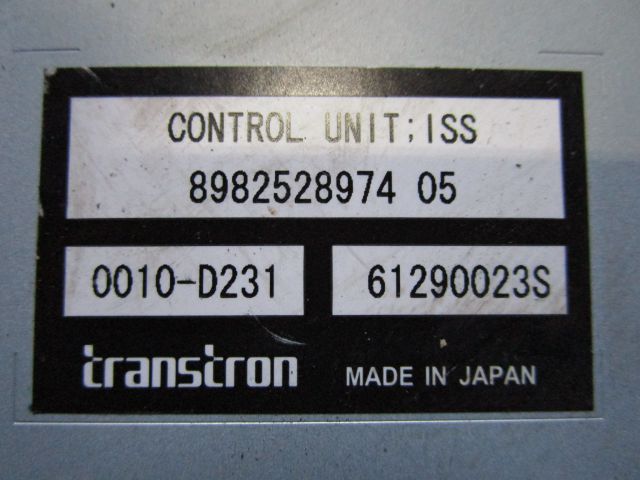 CONTROL UNIT;ISS
8982528974 05
0010-D231 61290023S
transtron MADE IN JAPAN